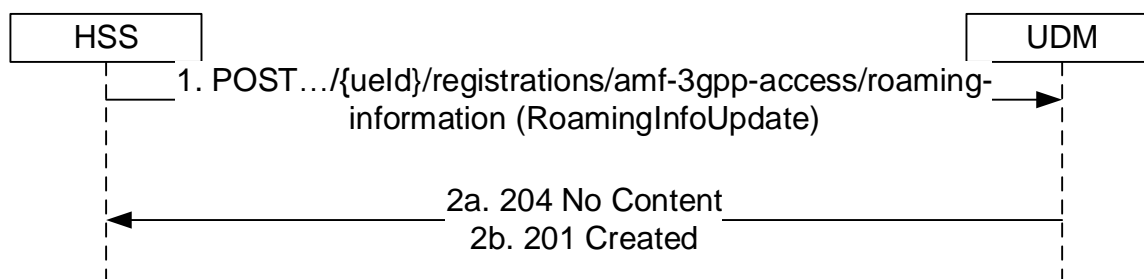 HSS
UDM
1. POST…/{ueId}/registrations/amf-3gpp-access/roaming-
information (RoamingInfoUpdate)
2a. 204 No Content
2b. 201 Created